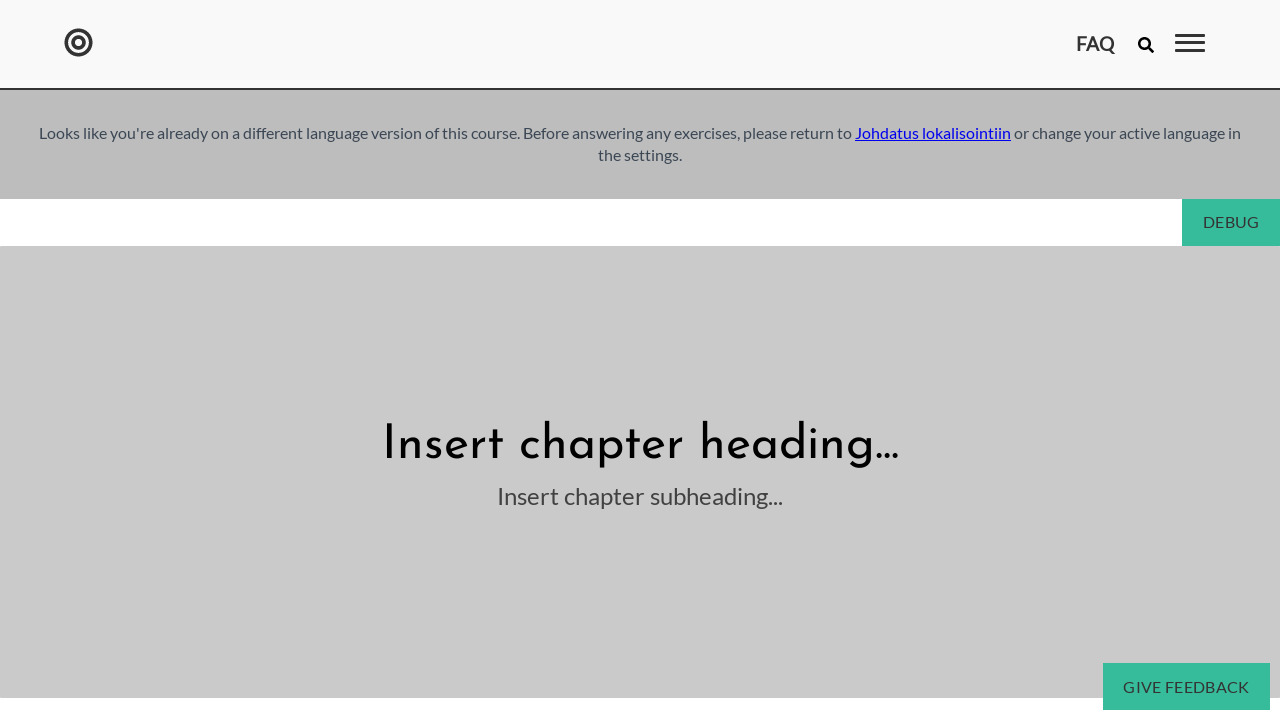 FAQ
Looks like you're already on a different language version of this course. Before answering any exercises, please return to Johdatus lokalisointiin or change your active language in
the settings.
DEBUG
Insert chapter heading...
Insert chapter subheading...
GIVE FEEDBACK